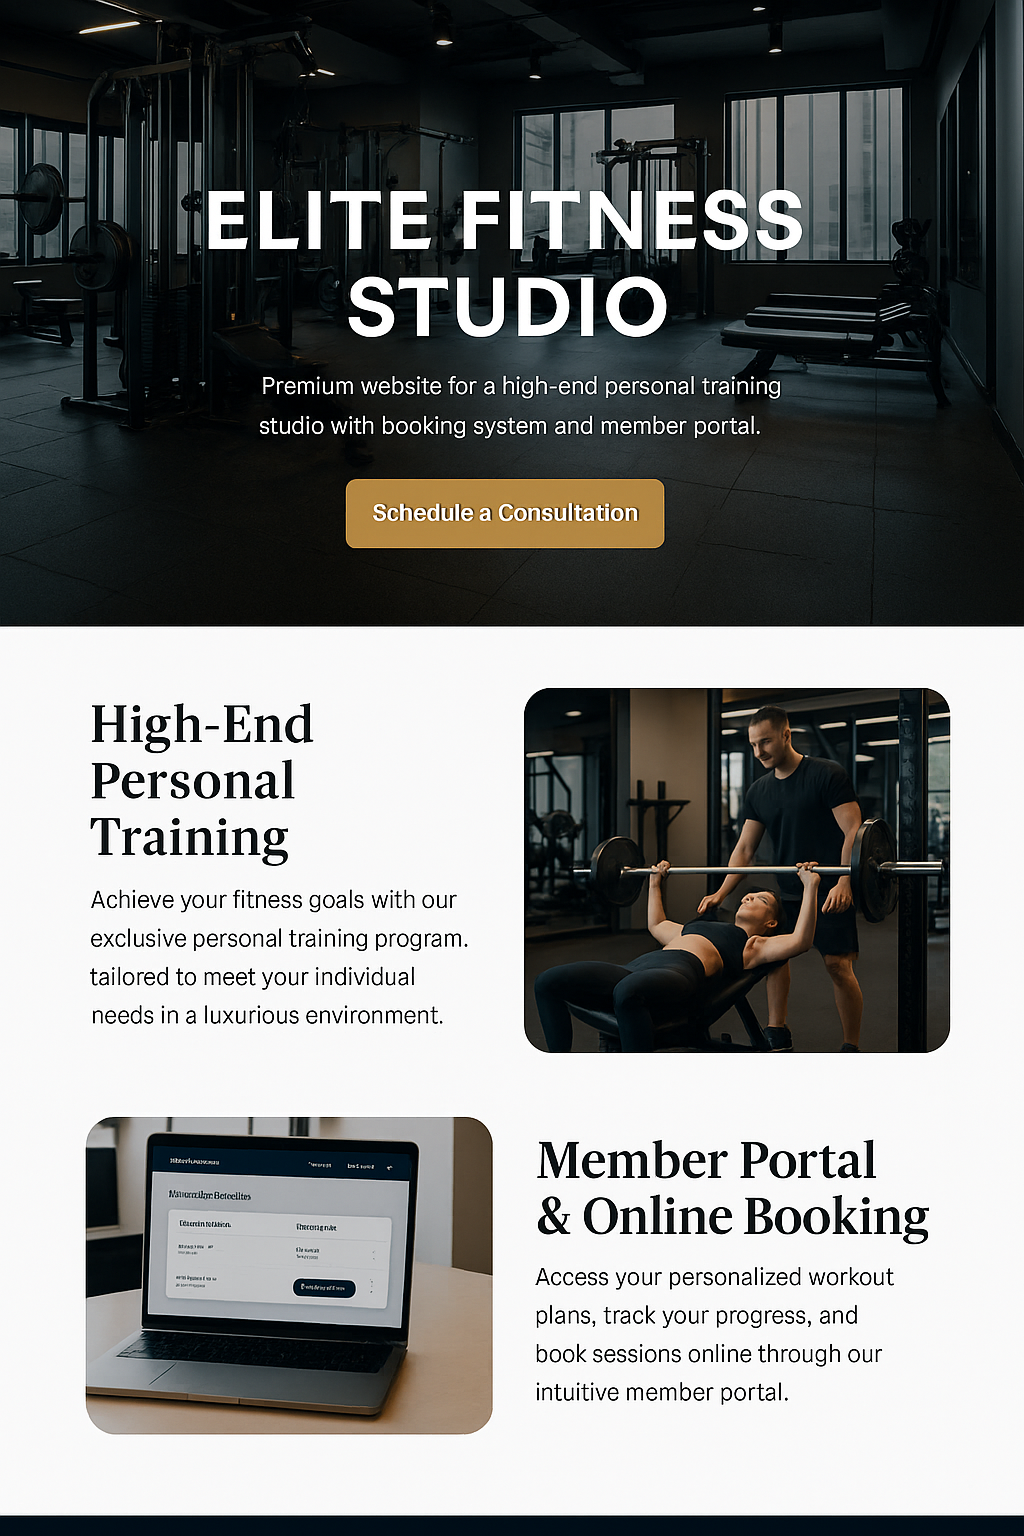 ELITE FITNESS
STUDIO
Premium website for a high-end personal training
studio with booking system and member portal.
Schedule a Consultation
High-End
Personal
Training
Achieve your fitness goals with our
exclusive personal training program.
tailored to meet your individual
needs in a luxurious environment.
Member Portal
& Online Booking
Access your personalized workout
plans, track your progress, and
book sessions online through our
intuitive member portal.